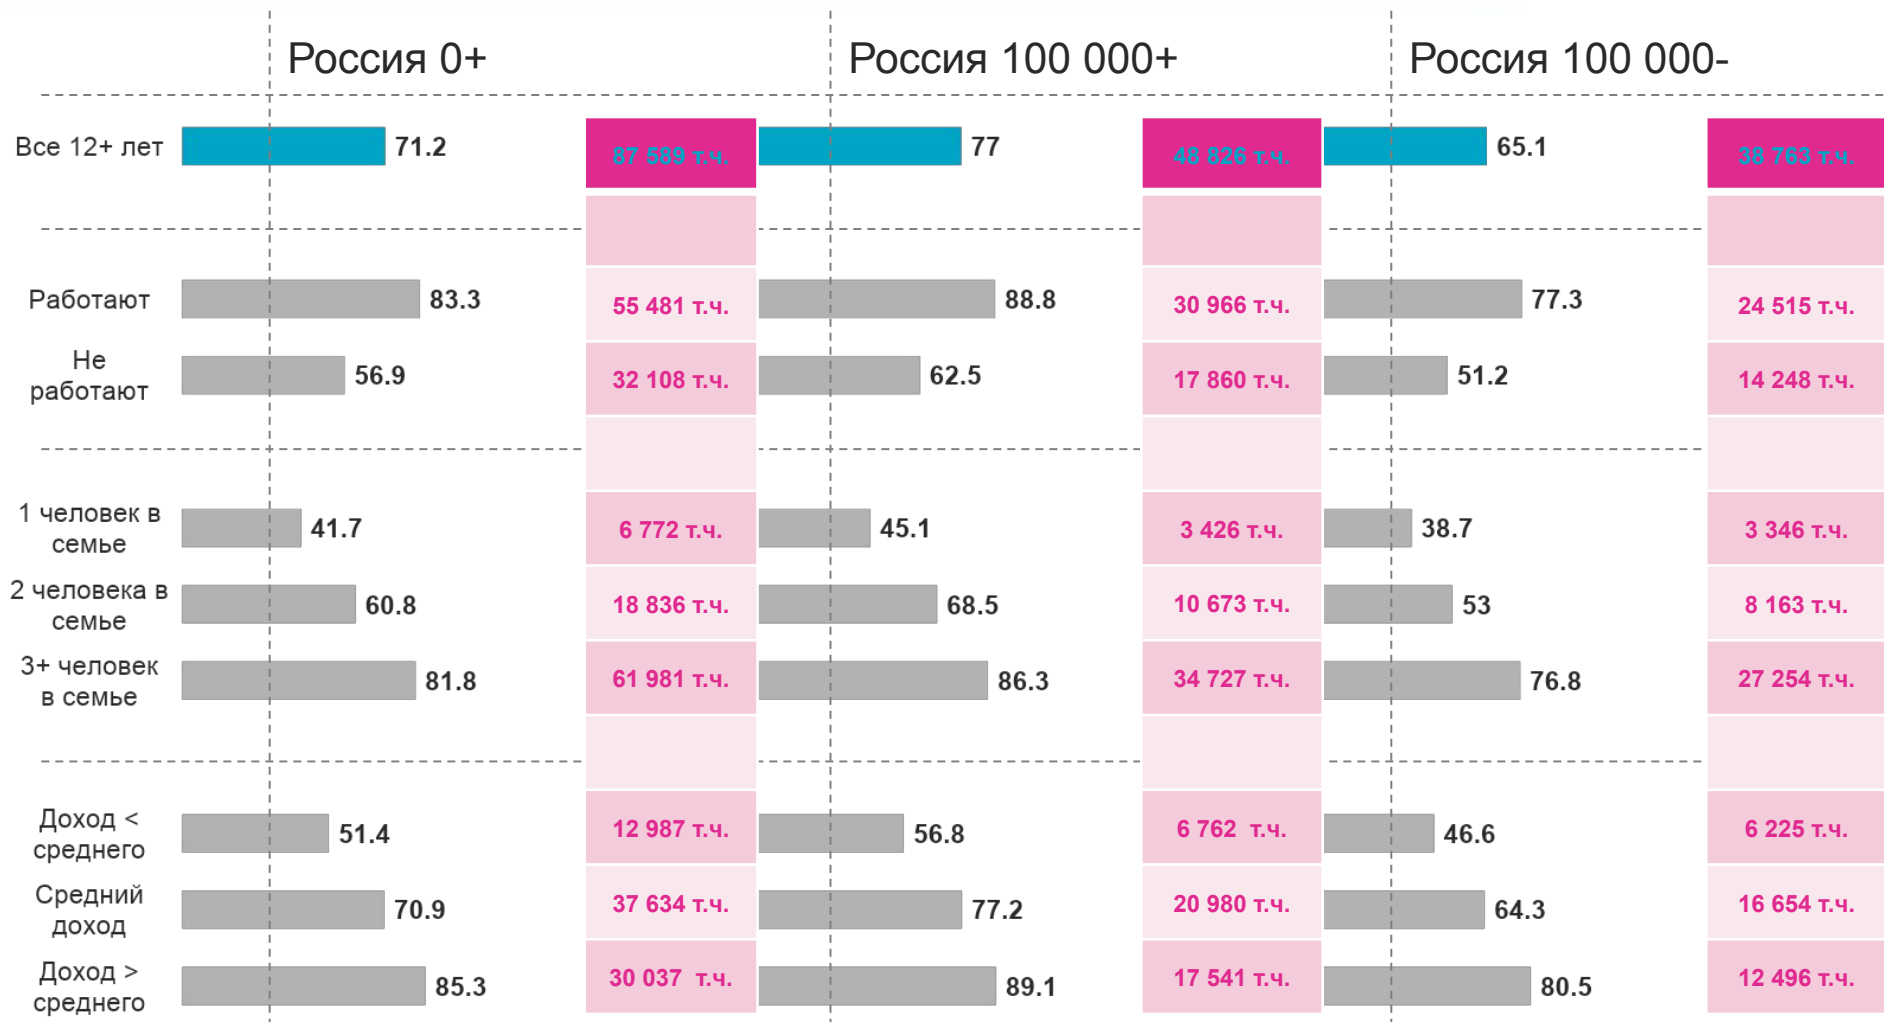 Россия 0+
Россия 100 000+
Россия 100 000-
Все 12+ лет
71.2
87 589 т.ч.
77
48 826 т.ч.
65.1
38 763 т.ч.
Работают
83.3
55 481 т.ч.
88.8
30 966 т.ч.
77.3
24 515 т.ч.
Не
работают
56.9
32 108 т.ч.
62.5
17 860 т.ч.
51.2
14 248 т.ч.
1 человек в
семье
41.7
6 772 т.ч.
45.1
3 426 т.ч.
38.7
3 346 т.ч.
2 человека в
семье
60.8
18 836 т.ч.
68.5
10 673 т.ч.
53
8 163 т.ч.
3+ человек
в семье
81.8
61 981 т.ч.
86.3
34 727 т.ч.
76.8
27 254 т.ч.
Доход <
среднего
51.4
12 987 т.ч.
56.8
6 762 т.ч.
46.6
6 225 т.ч.
Средний
доход
70.9
37 634 т.ч.
77.2
20 980 т.ч.
64.3
16 654 т.ч.
Доход >
среднего
85.3
30 037 т.ч.
89.1
17 541 т.ч.
80.5
12 496 т.ч.